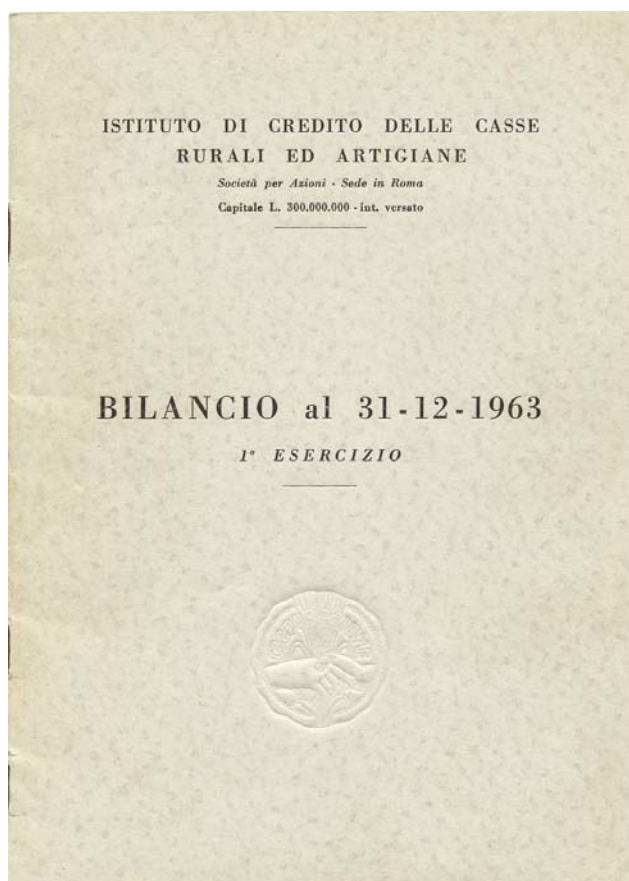 ISTITUTO DI CREDITO DELLE CASSE
RURALI ED ARTIGIANE
Società per Azioni - Sede in Roma
Capitale L. 300.000.000 - int. versato
BILANCIO al 31-12-1963
1° ESERCIZIO